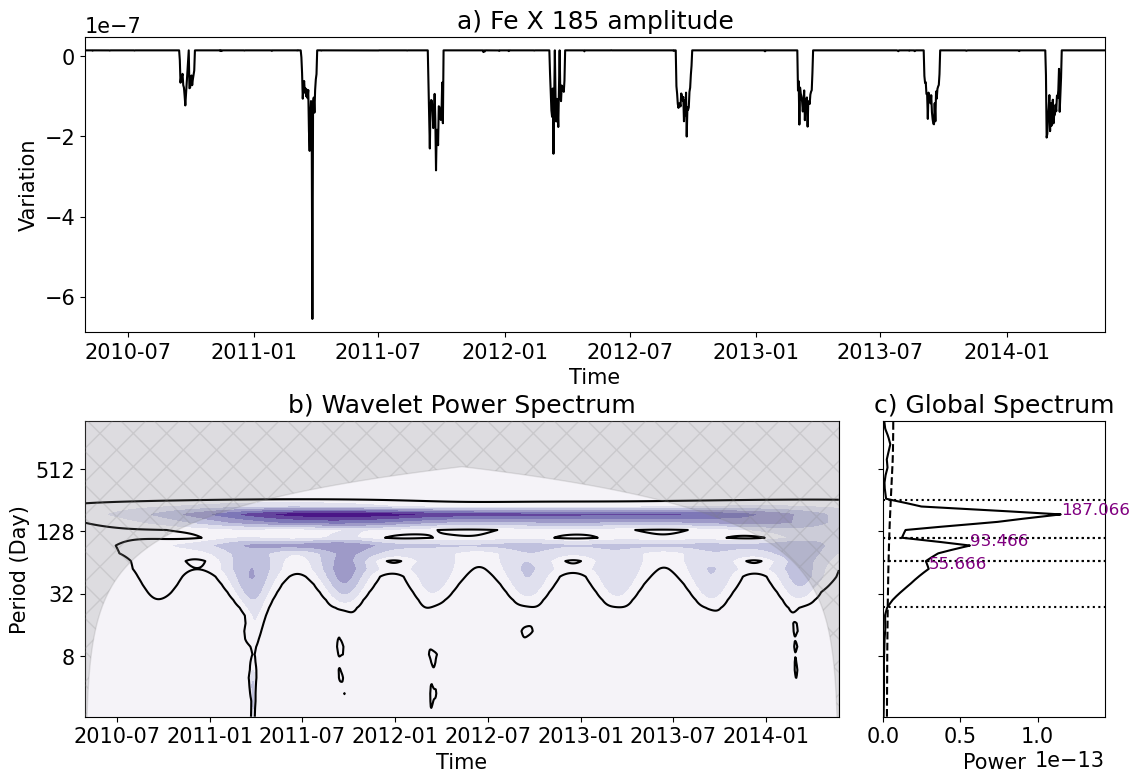 a) Fe X 185 amplitude
1e−7
0
−2
−4
−6
Variation
2010-07 2011-01 2011-07 2012-01 2012-07 2013-01 2013-07 2014-01
Time
b) Wavelet Power Spectrum
512
128
32
8
Period (Day)
2010-07 2011-01 2011-07 2012-01 2012-07 2013-01 2013-07 2014-01
Time
c) Global Spectrum
187.066
93.466
55.666
0.0 0.5 1.0
Power 1e−13